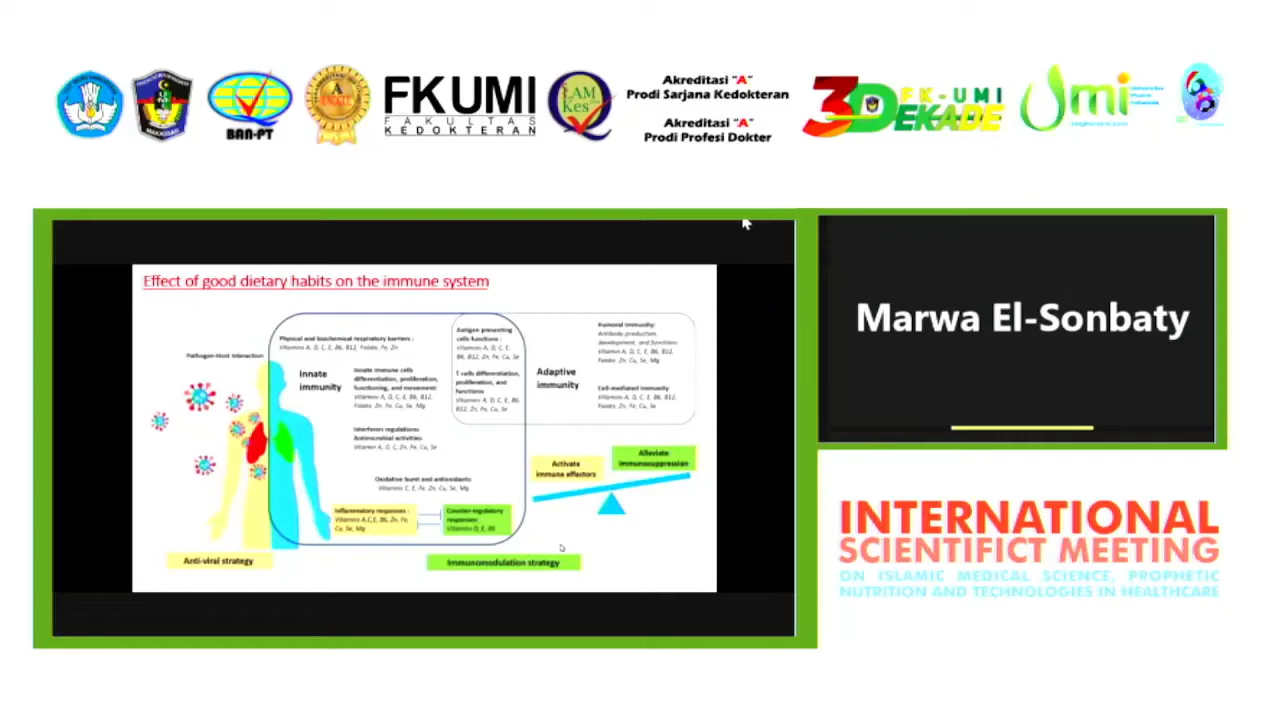 BAN-PT
FK UMI
FAKULTAS
KEDOKTERAN
LAM
Kes
Akreditasi "A"
Prodi Sarjana Kedokteran
Akreditasi "A"
Prodi Profesi Dokter
3 DEKADE
FK-UMI
umi
Effect of good dietary habits on the immune system
Pathogen-Host interaction
Physical and biochemical respiratory barriers :
Vitamins A, D, C, E, B6, B12, Folate, Fe, Zn
Innate
immunity
Innate immune cells
differentiation, proliferation,
functioning, and movement:
Vitamins A, D, C, E, B6, B12,
Folate, Zn, Fe, Cu, Se, Mg
Interferon regulations:
Antimicrobial activities:
Vitamin A, D, C, Zn, Fe, Cu, Se
Oxidative burst and antioxidants:
Vitamins C, E, Fe, Zn, Cu, Se, Mg
Inflammatory responses :
Vitamins A,C,E, B6, Zn, Fe,
Cu, Se, Mg
Counter-regulatory
responses:
Vitamins D, E, B6
Antigen presenting
cells functions :
Vitamins A, D, C, E,
B6, B12, Zn, Fe, Cu, Se
T-cells differentiation,
proliferation, and
functions:
Vitamins A, D, C, E, B6
B12, Zn, Fe, Cu, Se
Adaptive
immunity
Humoral immunity:
Antibody production,
development, and functions
Vitamins A, D, C, E, B6, B12,
Folate, Zn, Cu, Se, Mg
Cell-mediated immunity:
Vitamins A, D, C, E, B6, B12,
Folate, Zn, Fe, Cu, Se
Activate
immune effectors
Alleviate
immunosuppression
Anti-viral strategy
Immunomodulation strategy
Marwa El-Sonbaty
INTERNATIONAL
SCIENTIFICT MEETING
ON ISLAMIC MEDICAL SCIENCE, PROPHETIC
NUTRITION AND TECHNOLOGIES IN HEALTHCARE